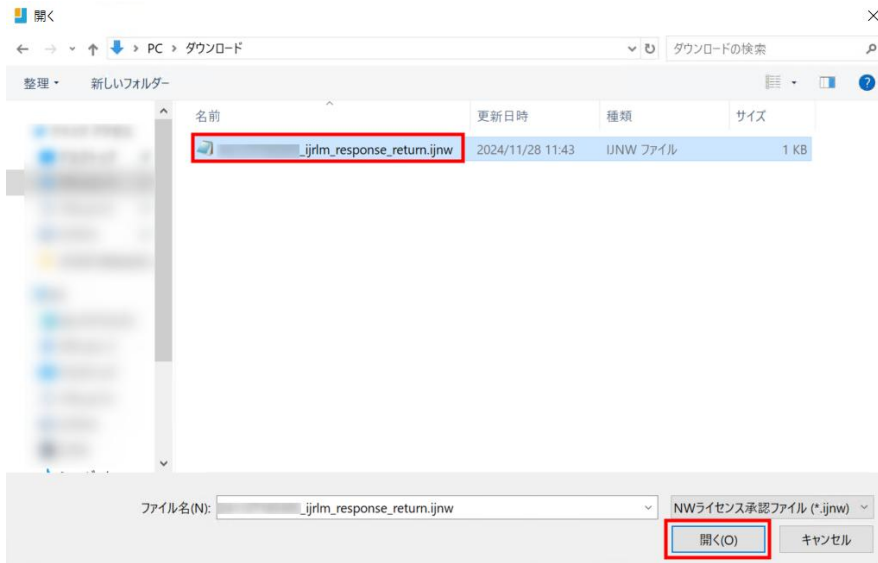 開く
PC › ダウンロード
ダウンロードの検索
整理
新しいフォルダー
名前 更新日時 種類 サイズ
_ijrlm_response_return.ijnw 2024/11/28 11:43 IJNW ファイル 1 KB
ファイル名(N): _ijrlm_response_return.ijnw
NWライセンス承認ファイル (*.ijnw)
開く(O) キャンセル